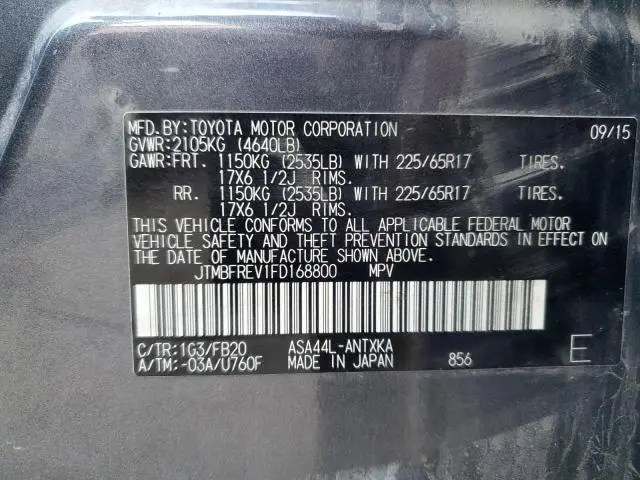 MFD.BY:TOYOTA MOTOR CORPORATION 09/15
GVWR:2105KG (4640LB)
GAWR:FRT. 1150KG (2535LB) WITH 225/65R17 TIRES.
17X6 1/2J RIMS.
RR. 1150KG (2535LB) WITH 225/65R17 TIRES.
17X6 1/2J RIMS.
THIS VEHICLE CONFORMS TO ALL APPLICABLE FEDERAL MOTOR
VEHICLE SAFETY AND THEFT PREVENTION STANDARDS IN EFFECT ON
THE DATE OF MANUFACTURE SHOWN ABOVE.
JTMBFREV1FD168800 MPV
C/TR:1G3/FB20 ASA44L-ANTXKA
A/TM:-03A/U760F MADE IN JAPAN 856 E